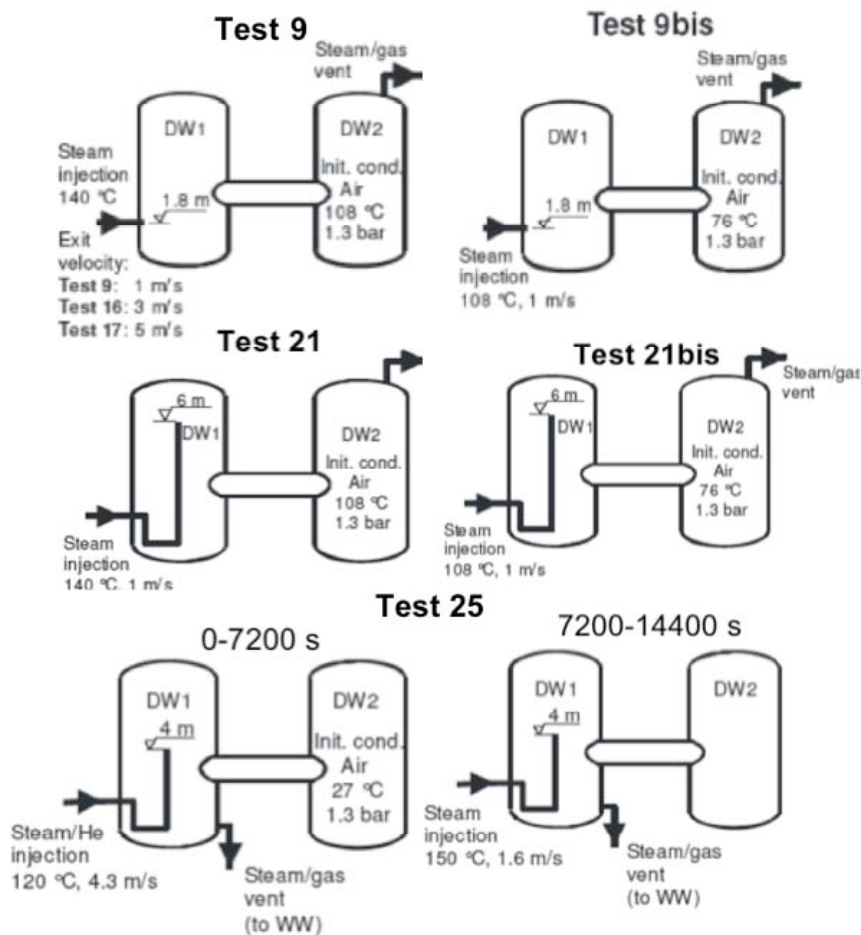 Test 9
Steam/gas
vent
DW1
DW2
Steam
injection
140 °C
Init. cond.
Air
108 °C
1.3 bar
1.8 m
Exit
velocity:
Test 9: 1 m/s
Test 16: 3 m/s
Test 17: 5 m/s
Test 9bis
Steam/gas
vent
DW1
DW2
Init. cond.
Air
76 °C
1.3 bar
1.8 m
Steam
injection
108 °C, 1 m/s
Test 21
6 m
DW1
DW2
Init. cond.
Air
108 °C
1.3 bar
Steam
injection
140 °C, 1 m/s
Test 21bis
Steam/gas
vent
6 m
DW1
DW2
Init. cond.
Air
76 °C
1.3 bar
Steam
injection
108 °C, 1 m/s
Test 25
0-7200 s
DW1
DW2
4 m
Init. cond.
Air
27 °C
1.3 bar
Steam/He
injection
120 °C, 4.3 m/s
Steam/gas
vent
(to WW)
7200-14400 s
DW1
DW2
4 m
Steam
injection
150 °C, 1.6 m/s
Steam/gas
vent
(to WW)